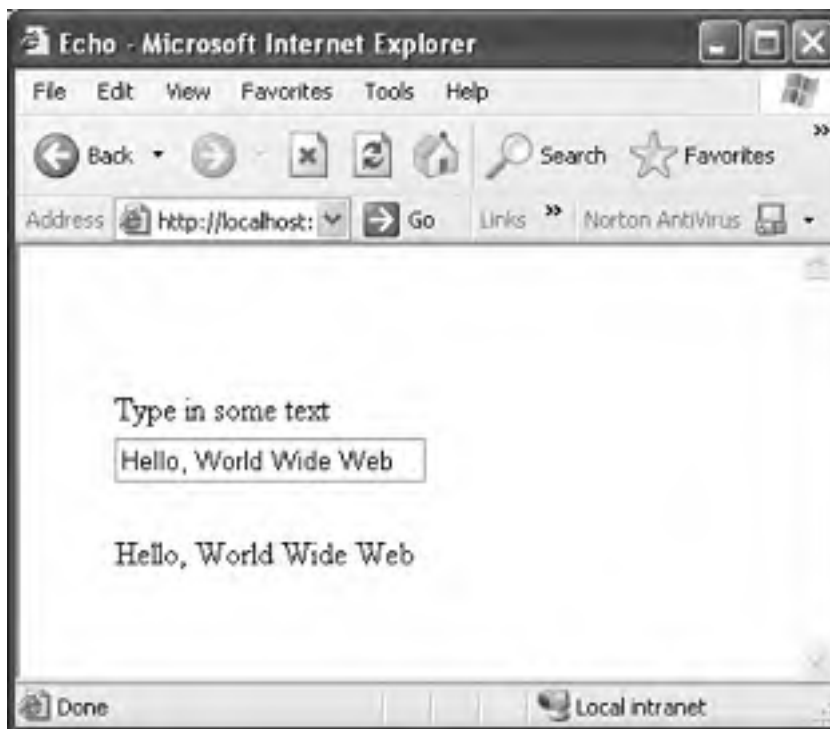 Echo - Microsoft Internet Explorer
File Edit View Favorites Tools Help
Back Search Favorites »
Address http://localhost: Go Links » Norton AntiVirus
Type in some text
Hello, World Wide Web
Hello, World Wide Web
Done Local intranet